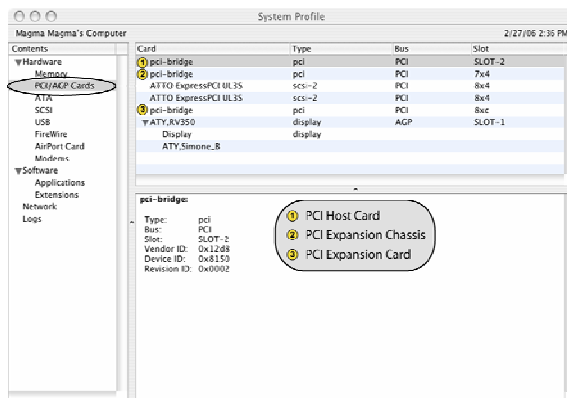 System Profile
Magma Magma's Computer 2/27/06 2:36 PM
Contents
Hardware
Memory
PCI/AGP Cards
ATA
SCSI
USB
FireWire
AirPort Card
Modems
Software
Applications
Extensions
Network
Logs
Card Type Bus Slot
1 pci-bridge pci PCI SLOT-2
2 pci-bridge pci PCI 7x4
ATTO ExpressPCI UL3S scsi-2 PCI 8x4
ATTO ExpressPCI UL3S scsi-2 PCI 8x4
3 pci-bridge pci PCI 8xc
ATY,RV350 display AGP SLOT-1
Display display
ATY,Simone_B
pci-bridge:
Type: pci
Bus: PCI
Slot: SLOT-2
Vendor ID: 0x12d8
Device ID: 0x8150
Revision ID: 0x0002
1 PCI Host Card
2 PCI Expansion Chassis
3 PCI Expansion Card